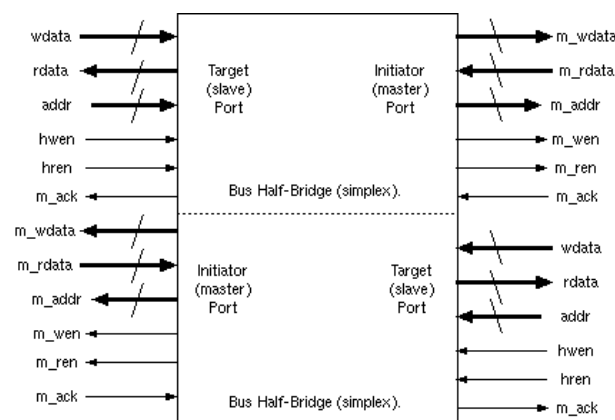 wdata
m_wdata
rdata
Target
(slave)
Port
Initiator
(master)
Port
m_rdata
addr
m_addr
hwen
m_wen
hren
m_ren
m_ack
Bus Half-Bridge (simplex).
m_ack
m_wdata
wdata
m_rdata
Initiator
(master)
Port
Target
(slave)
Port
rdata
m_addr
addr
m_wen
hwen
m_ren
hren
m_ack
Bus Half-Bridge (simplex).
m_ack